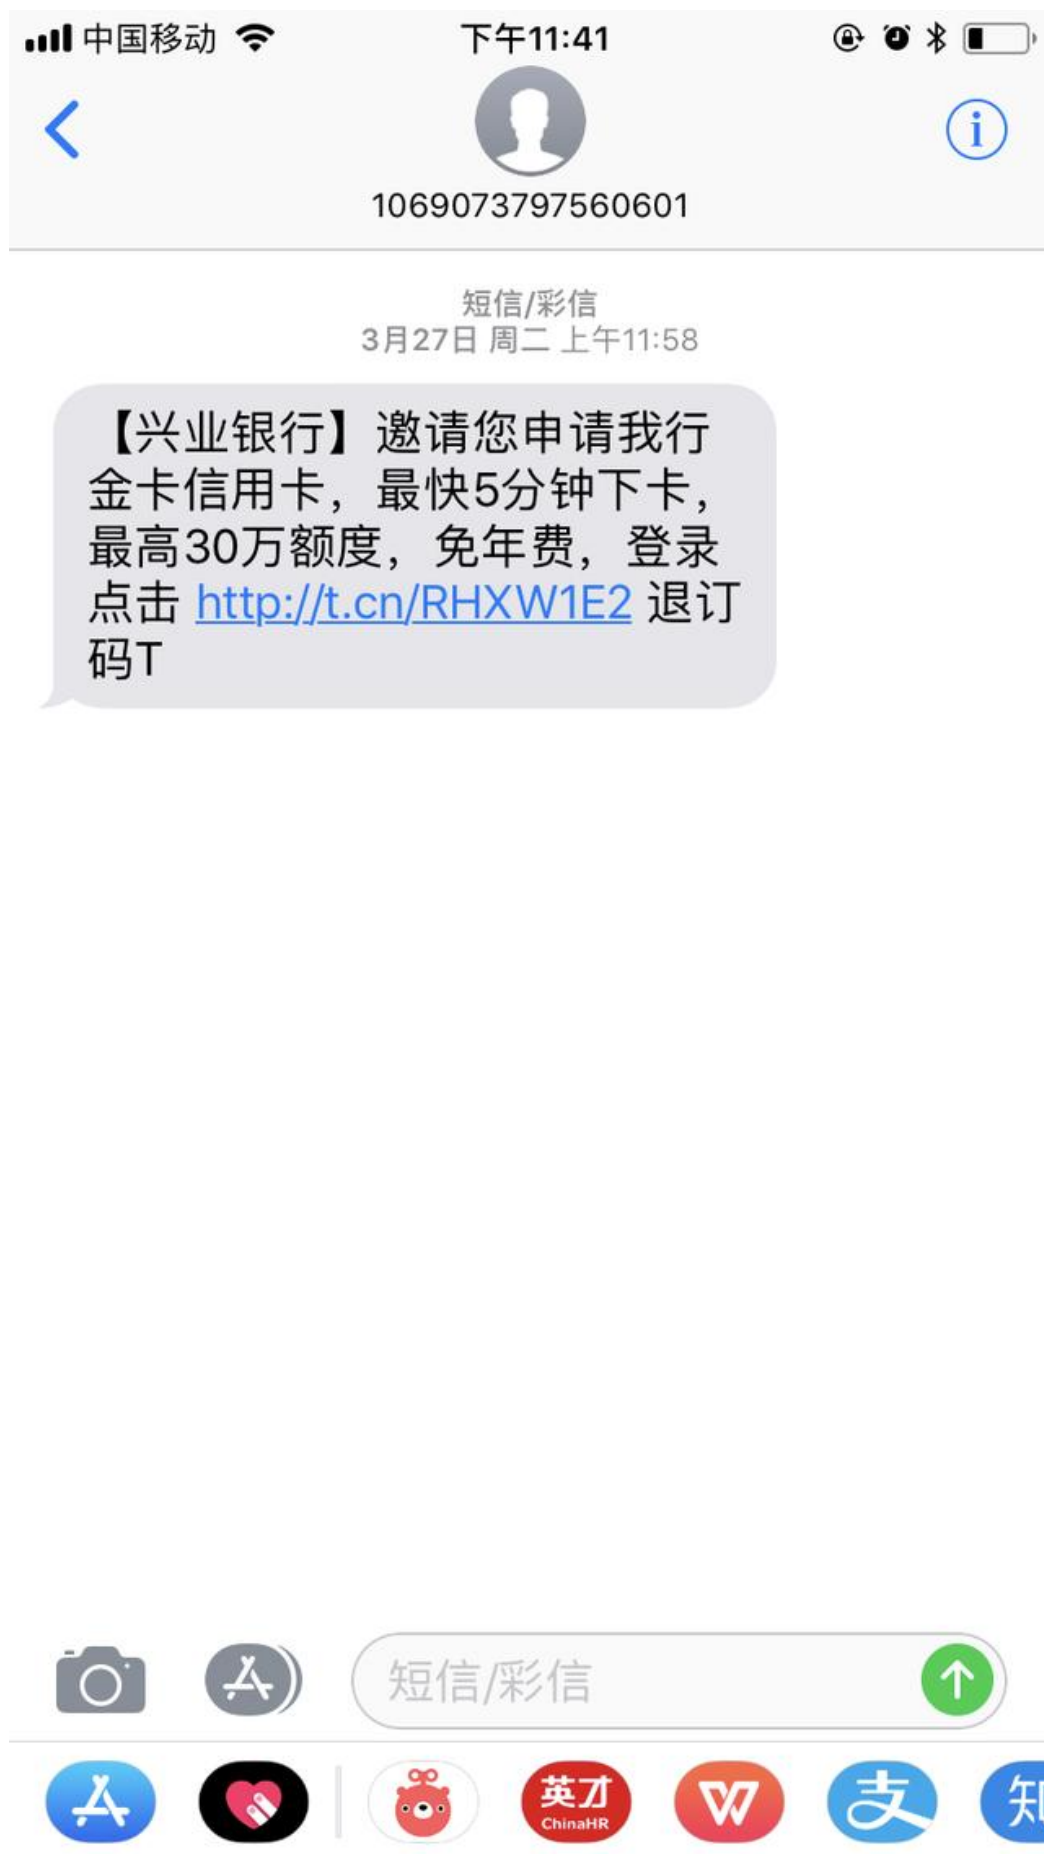 中国移动
下午11:41
1069073797560601
短信/彩信
3月27日 周二 上午11:58
【兴业银行】邀请您申请我行
金卡信用卡，最快5分钟下卡，
最高30万额度，免年费，登录
点击 http://t.cn/RHXW1E2 退订
码T
短信/彩信
英才
ChinaHR
支
知